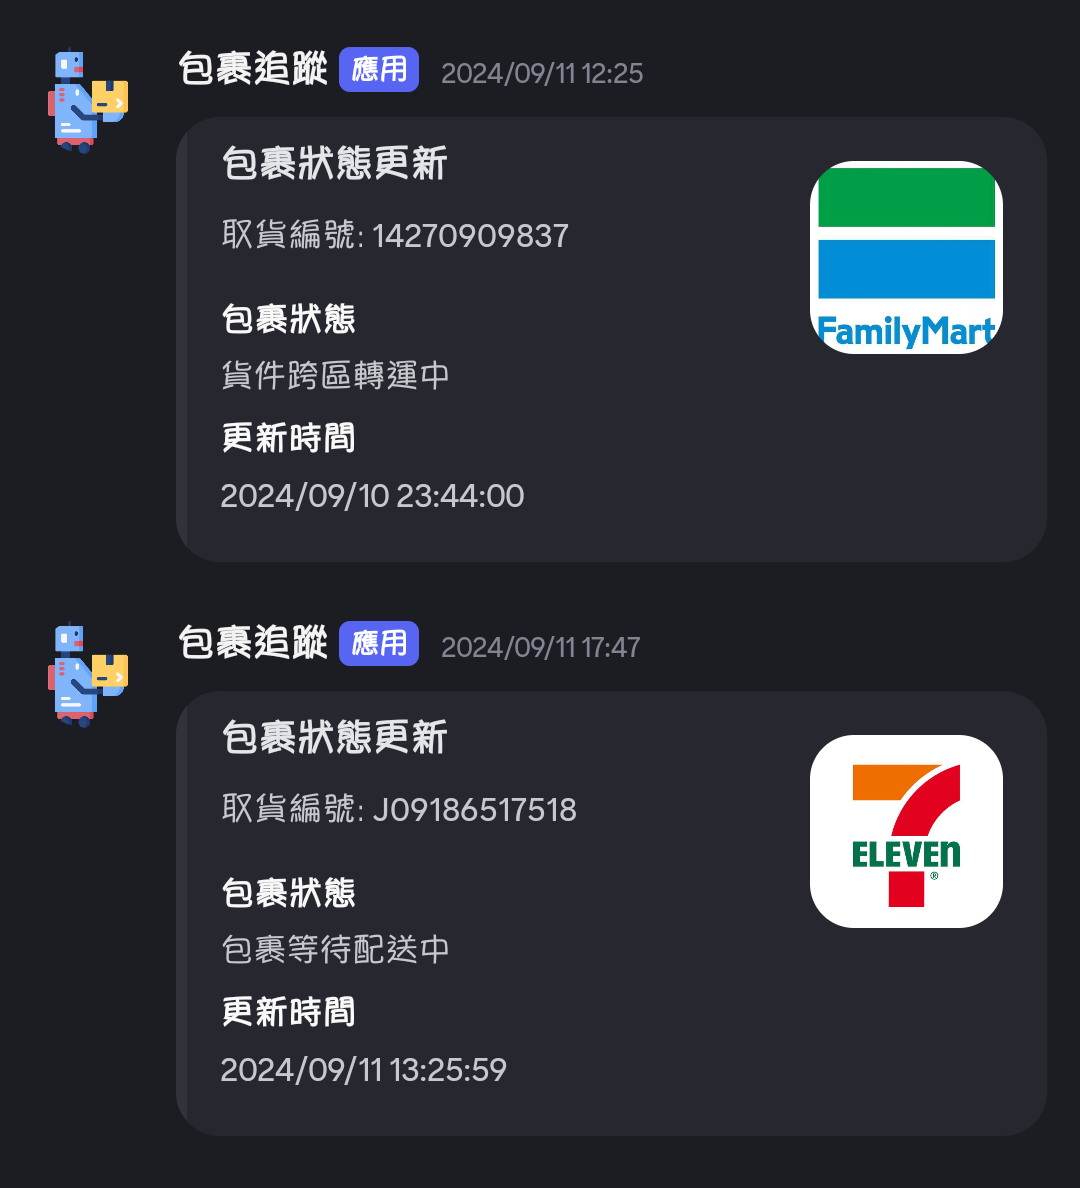 包裹追蹤 應用 2024/09/11 12:25
包裹狀態更新
取貨編號: 14270909837
包裹狀態
貨件跨區轉運中
更新時間
2024/09/10 23:44:00
FamilyMart
包裹追蹤 應用 2024/09/11 17:47
包裹狀態更新
取貨編號: J09186517518
包裹狀態
包裹等待配送中
更新時間
2024/09/11 13:25:59
7
ELEVEn
®